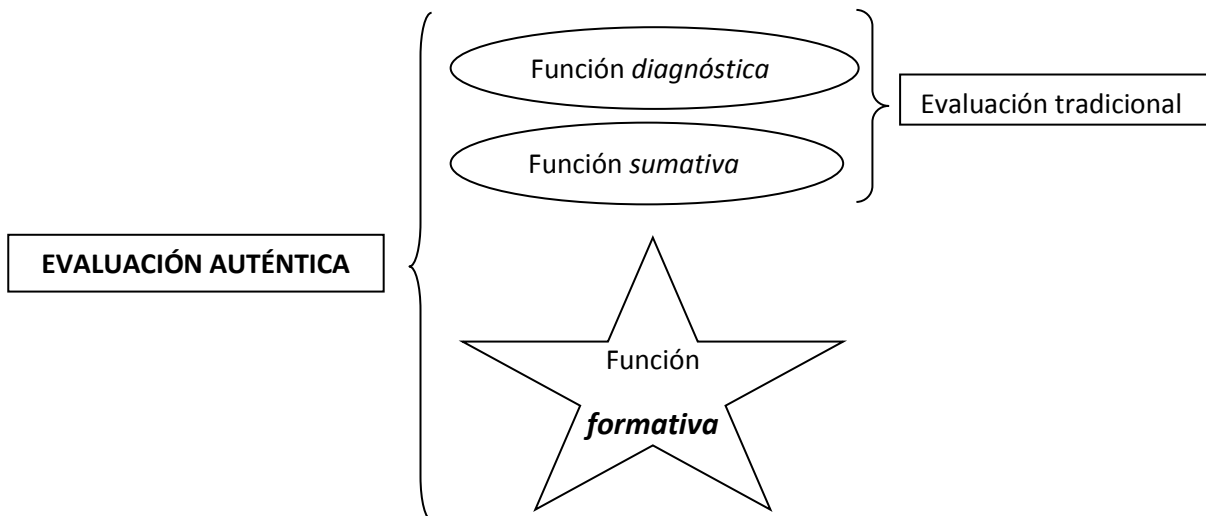 Función diagnóstica
Evaluación tradicional
Función sumativa
EVALUACIÓN AUTÉNTICA
Función
formativa